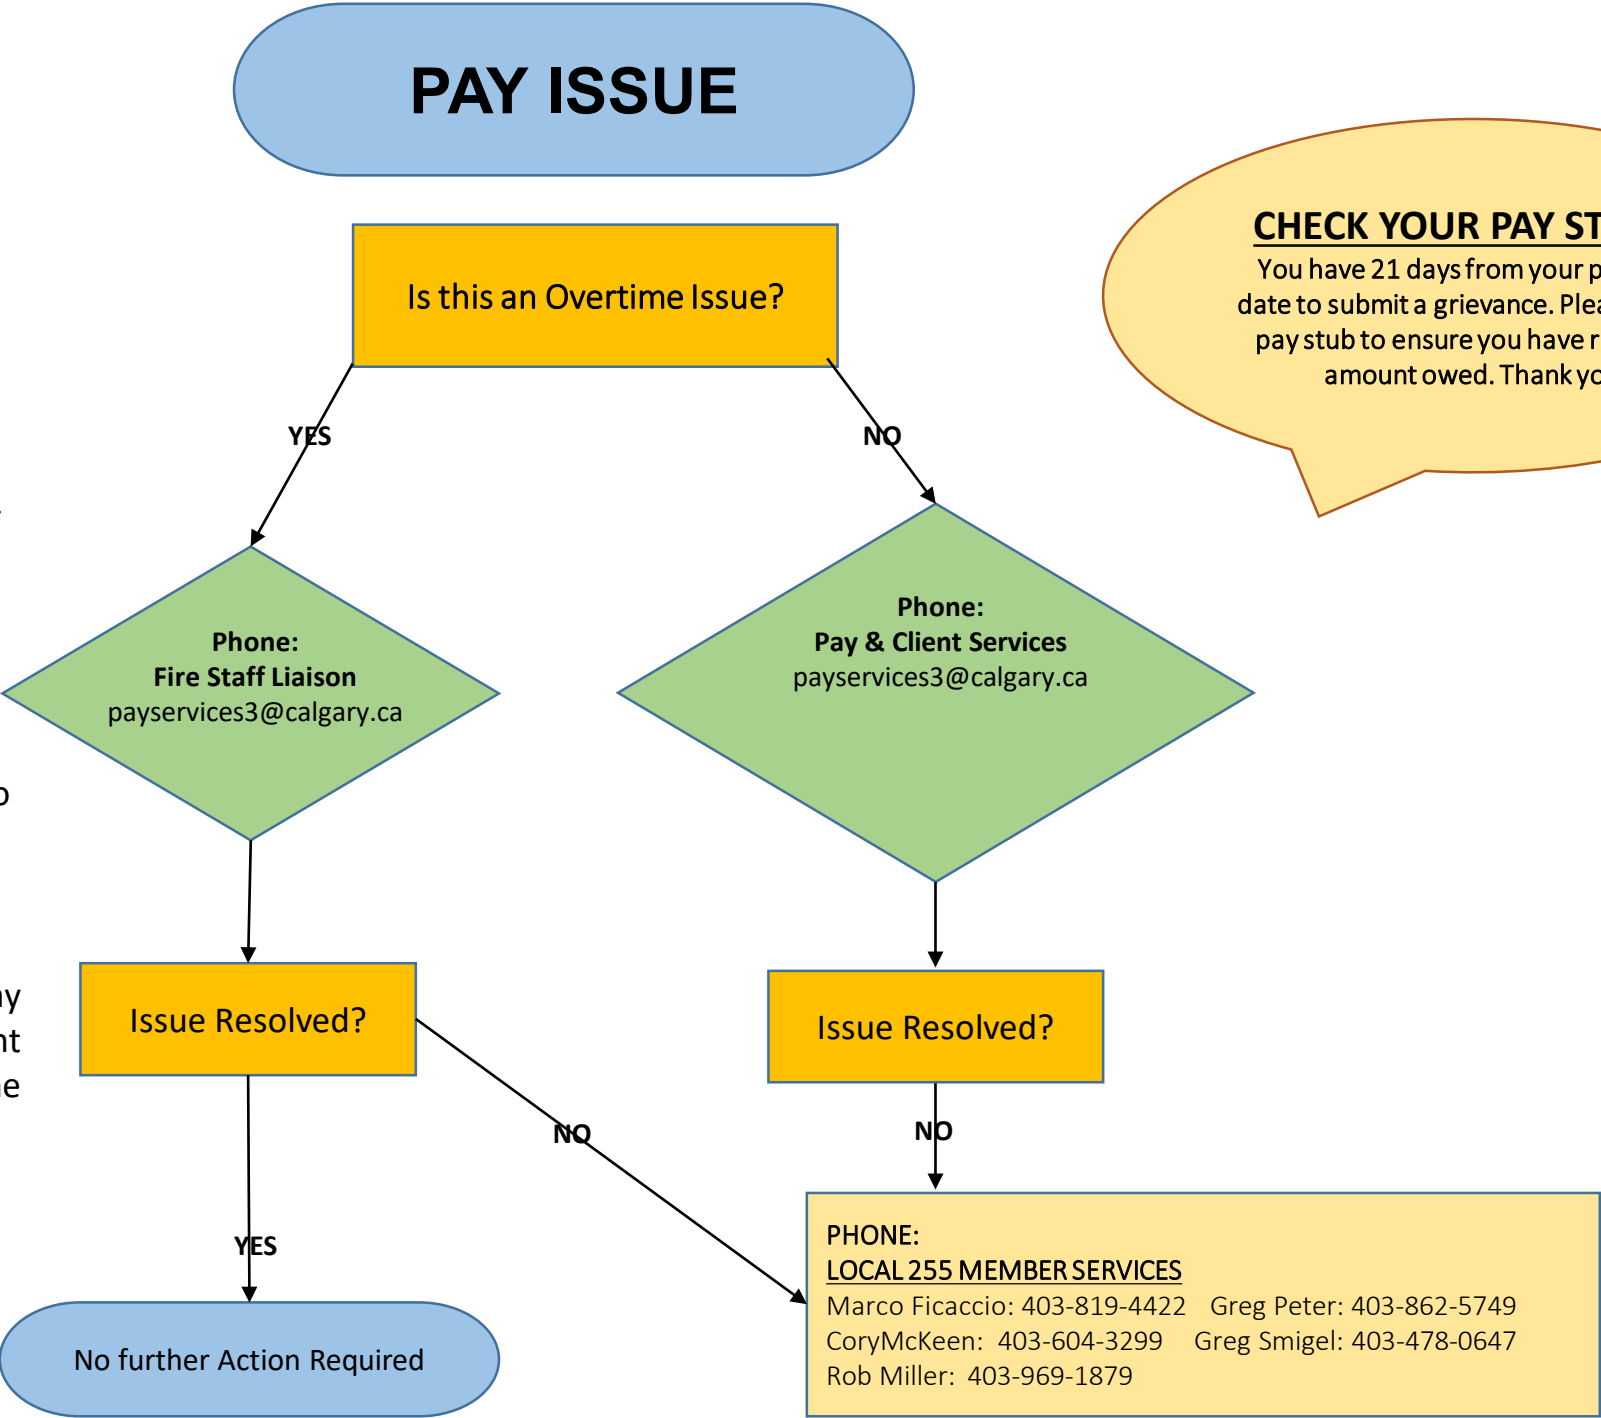 PAY ISSUE
CHECK YOUR PAY
You have 21 days from your
date to submit a grievance.
pay stub to ensure you have
amount owed. Thank
Is this an Overtime Issue?
YES
NO
Phone:
Fire Staff Liaison
payservices3@calgary.ca
Phone:
Pay & Client Services
payservices3@calgary.ca
Issue Resolved?
Issue Resolved?
NO
NO
YES
No further Action Required
PHONE:
LOCAL 255 MEMBER SERVICES
Marco Ficaccio: 403-819-4422 Greg Peter: 403-862-5749
CoryMcKeen: 403-604-3299 Greg Smigel: 403-478-0647
Rob Miller: 403-969-1879